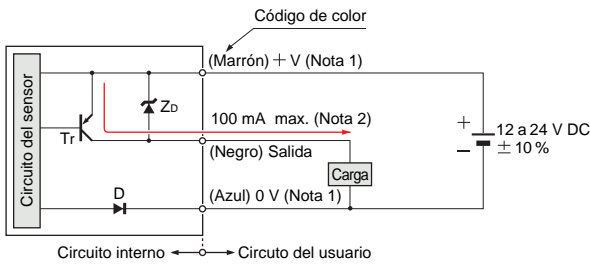 Código de color
Circuito del sensor
(Marrón) + V (Nota 1)
ZD
Tr
100 mA max. (Nota 2)
(Negro) Salida
+
12 a 24 V DC
−
± 10 %
Carga
D
(Azul) 0 V (Nota 1)
Circuito interno
Circuto del usuario